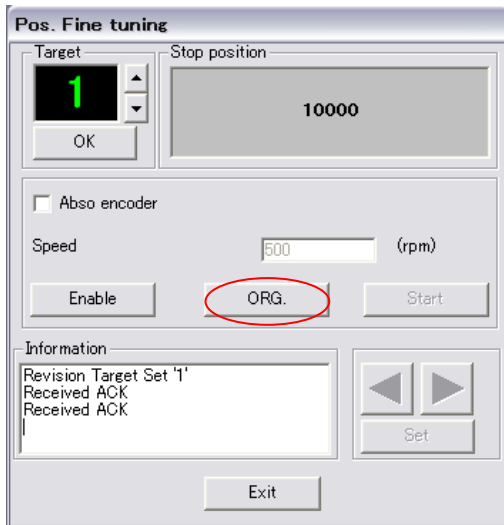 Pos. Fine tuning
Target
Stop position
1
10000
OK
Abso encoder
Speed
500
(rpm)
Enable
ORG.
Start
Information
Revision Target Set '1'
Received ACK
Received ACK
Set
Exit